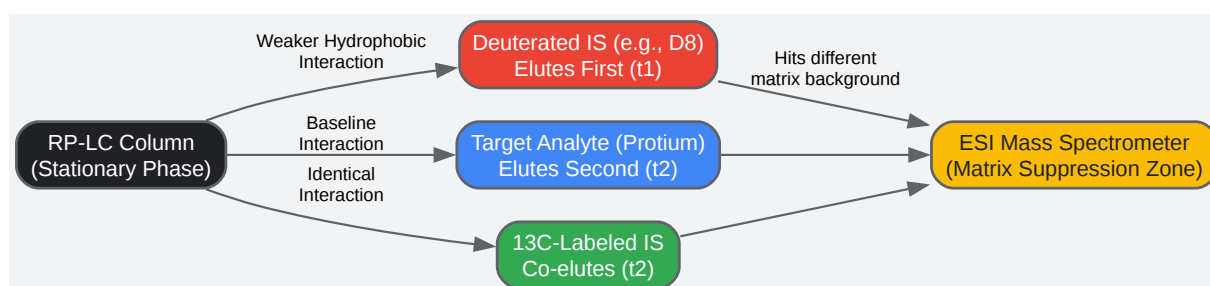 RP-LC Column
(Stationary Phase)
Weaker Hydrophobic
Interaction
Baseline
Interaction
Identical
Interaction
Deuterated IS (e.g., D8)
Elutes First (t1)
Target Analyte (Protium)
Elutes Second (t2)
13C-Labeled IS
Co-elutes (t2)
Hits different
matrix background
ESI Mass Spectrometer
(Matrix Suppression Zone)